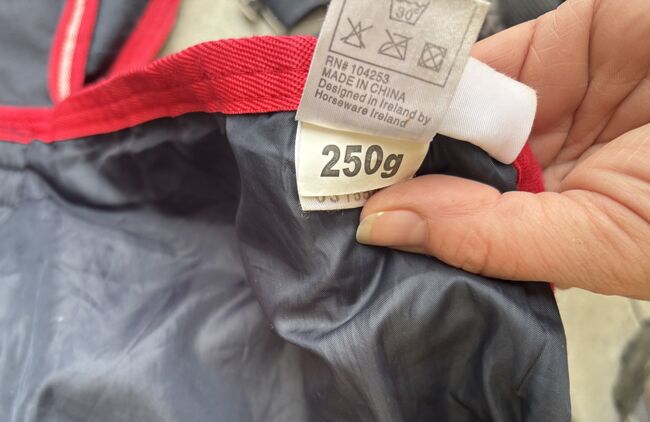 30
RN# 104253
MADE IN CHINA
Designed in Ireland by
Horseware Ireland
250g